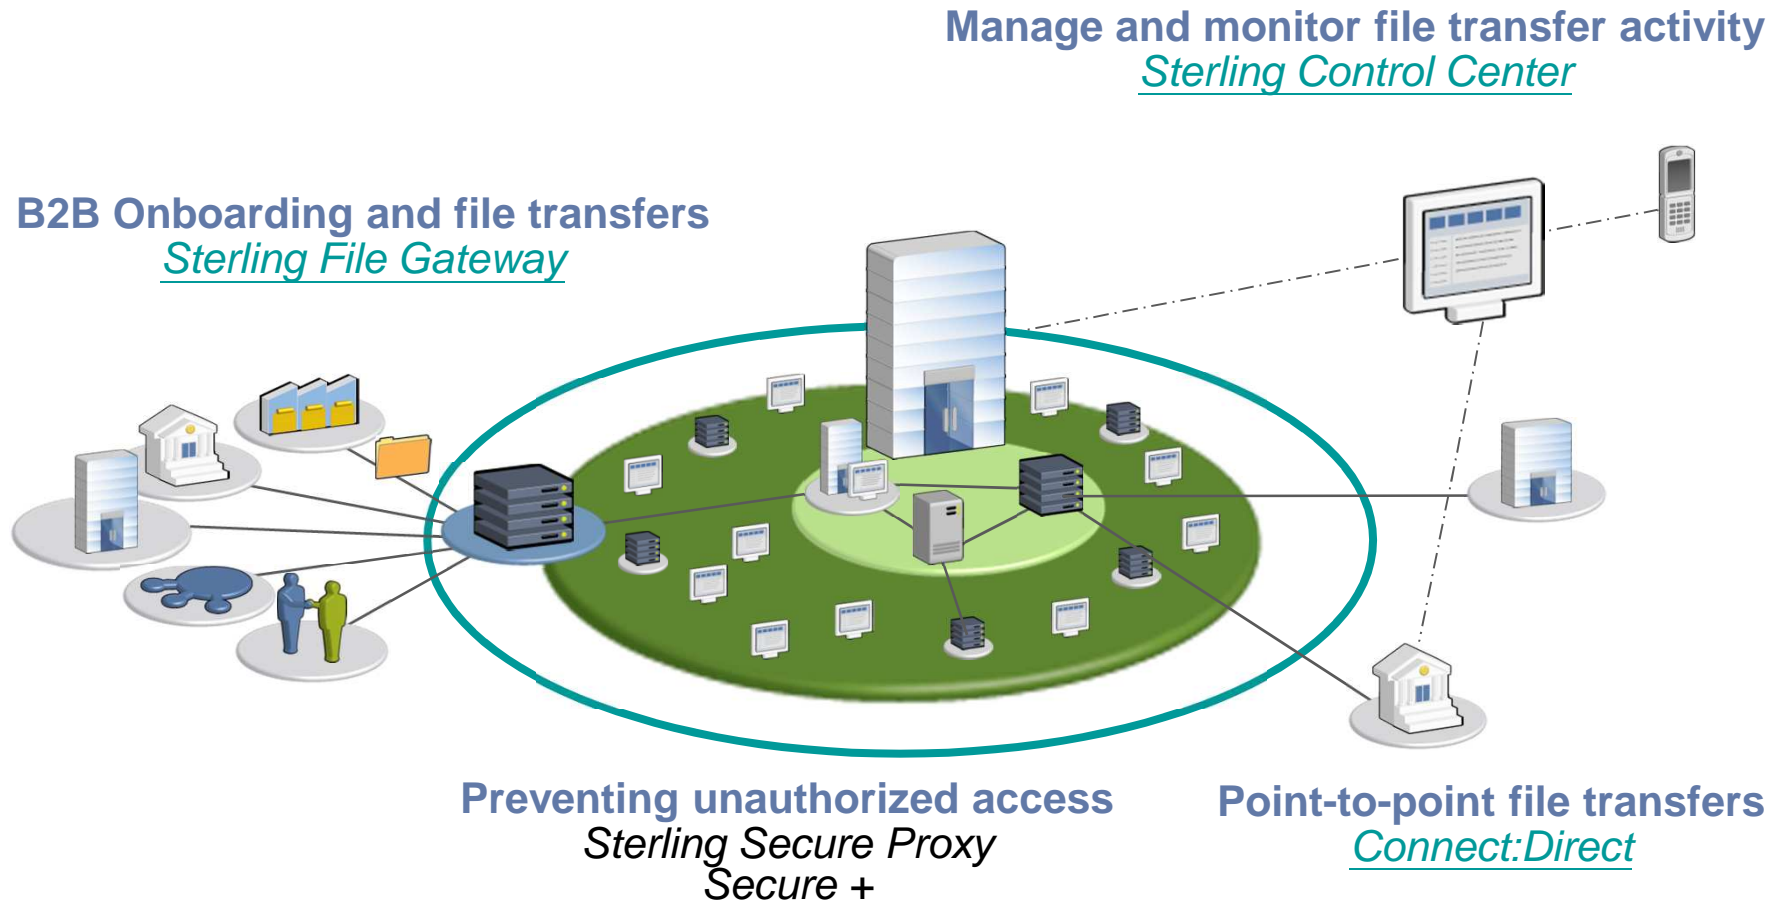 Manage and monitor file transfer activity
Sterling Control Center
B2B Onboarding and file transfers
Sterling File Gateway
Preventing unauthorized access
Sterling Secure Proxy
Secure +
Point-to-point file transfers
Connect:Direct